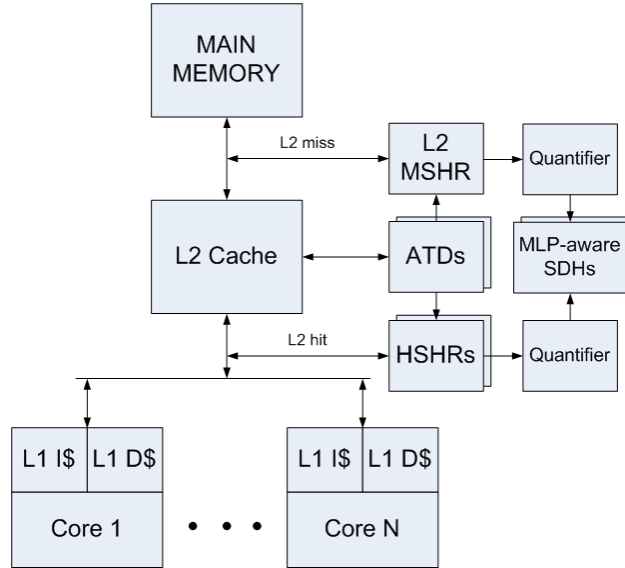 MAIN
MEMORY
L2 miss
L2
MSHR
Quantifier
L2 Cache
ATDs
MLP-aware
SDHs
L2 hit
HSHRs
Quantifier
L1 I$ L1 D$
Core 1
• • •
L1 I$ L1 D$
Core N